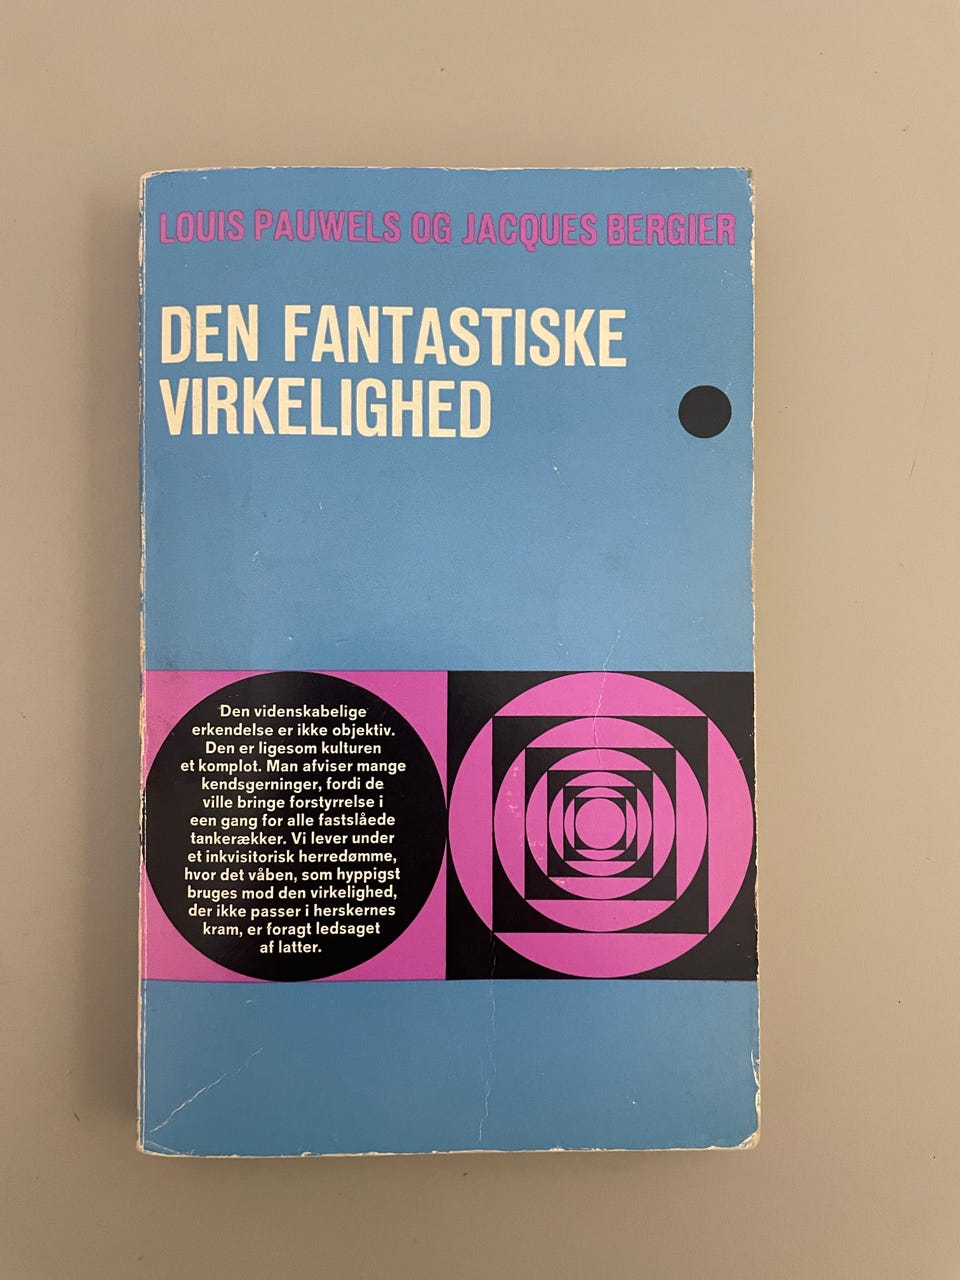 LOUIS PAUWELS OG JACQUES BERGIER
DEN FANTASTISKE
VIRKELIGHED
Den videnskabelige
erkendelse er ikke objektiv.
Den er ligesom kulturen
et komplot. Man afviser mange
kendsgerninger, fordi de
ville bringe forstyrrelse i
een gang for alle fastslåede
tankerækker. Vi lever under
et inkvisitorisk herredømme,
hvor det våben, som hyppigst
bruges mod den virkelighed,
der ikke passer i herskernes
kram, er foragt ledsaget
af latter.